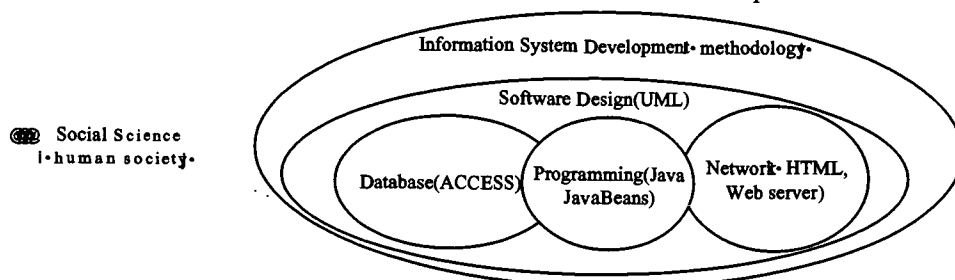 Information System Development• methodology•
Software Design(UML)
Social Science
•human society•
Database(ACCESS)
Programming(Java
JavaBeans)
Network• HTML,
Web server)